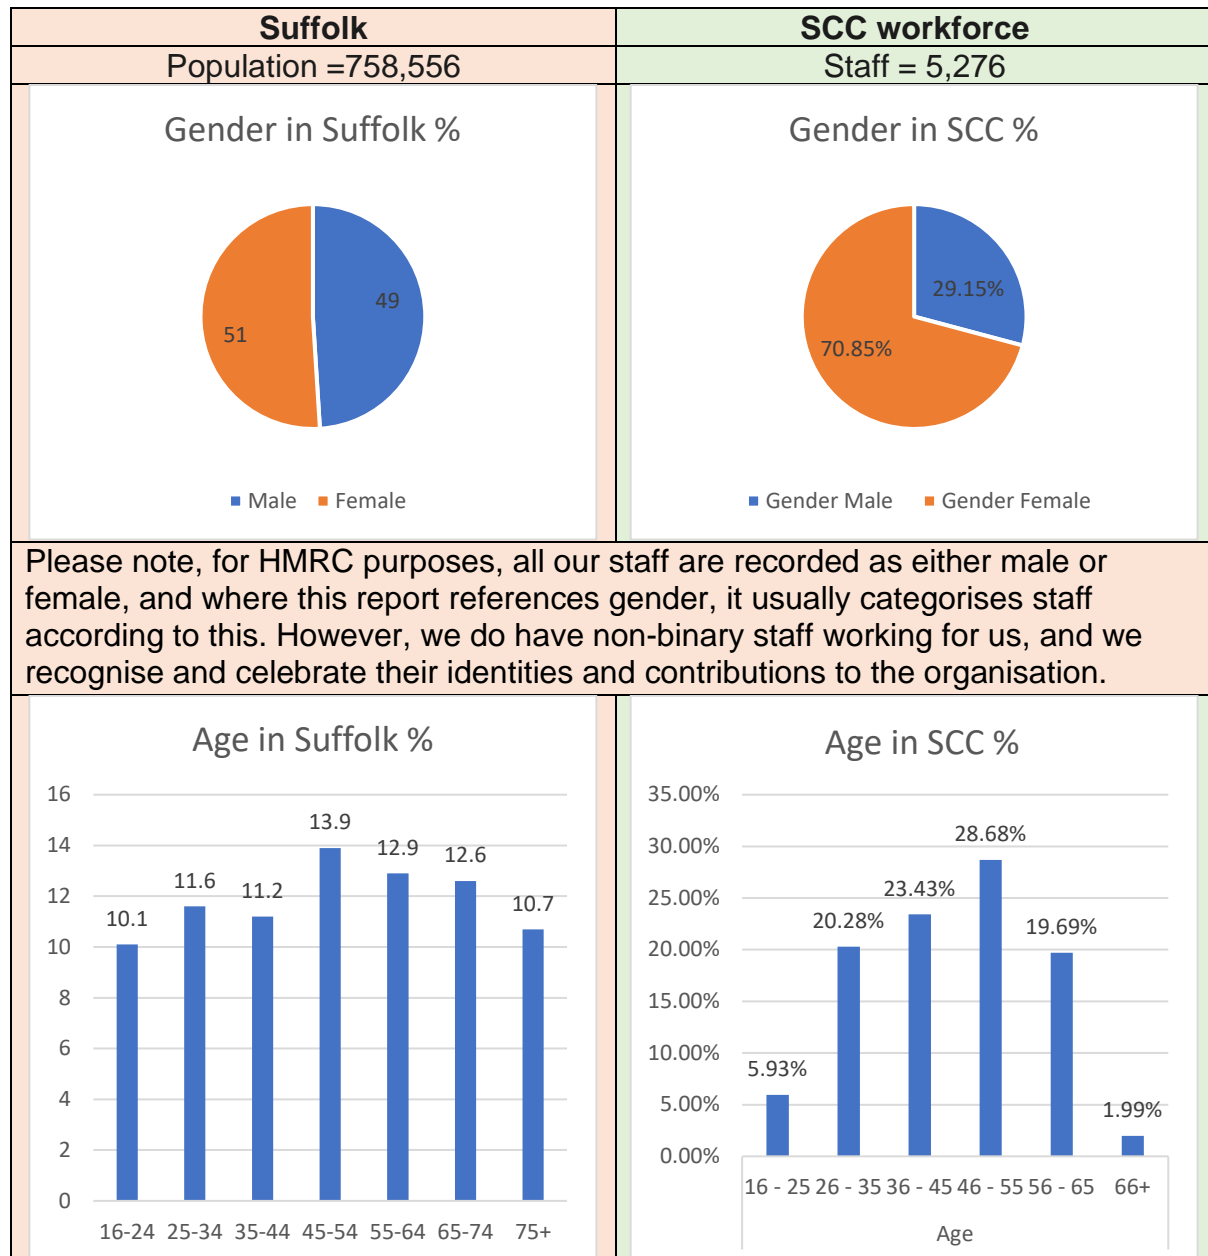 Suffolk
SCC workforce
Population =758,556
Staff = 5,276
Gender in Suffolk %
49
51
Male Female
Gender in SCC %
29.15%
70.85%
Gender Male Gender Female
Please note, for HMRC purposes, all our staff are recorded as either male or
female, and where this report references gender, it usually categorises staff
according to this. However, we do have non-binary staff working for us, and we
recognise and celebrate their identities and contributions to the organisation.
Age in Suffolk %
16
14
12
10
8
6
4
2
0
10.1
11.6
11.2
13.9
12.9
12.6
10.7
16-24 25-34 35-44 45-54 55-64 65-74 75+
Age in SCC %
35.00%
30.00%
25.00%
20.00%
15.00%
10.00%
5.00%
0.00%
5.93%
20.28%
23.43%
28.68%
19.69%
1.99%
16 - 25 26 - 35 36 - 45 46 - 55 56 - 65 66+
Age